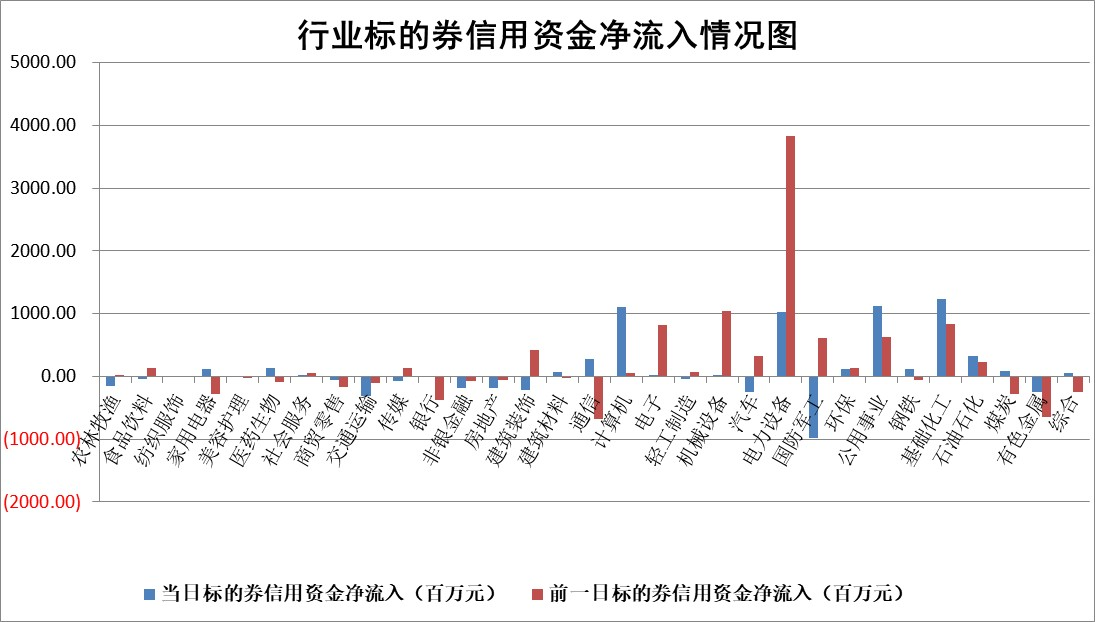 行业标的券信用资金净流入情况图
5000.00
4000.00
3000.00
2000.00
1000.00
0.00
(1000.00)
(2000.00)
农林牧渔
食品饮料
纺织服饰
家用电器
美容护理
医药生物
社会服务
商贸零售
交通运输
传媒
银行
非银金融
房地产
建筑装饰
建筑材料
通信
计算机
电子
轻工制造
机械设备
汽车
电力设备
国防军工
环保
公用事业
钢铁
基础化工
石油石化
煤炭
有色金属
综合
当日标的券信用资金净流入（百万元）
前一日标的券信用资金净流入（百万元）